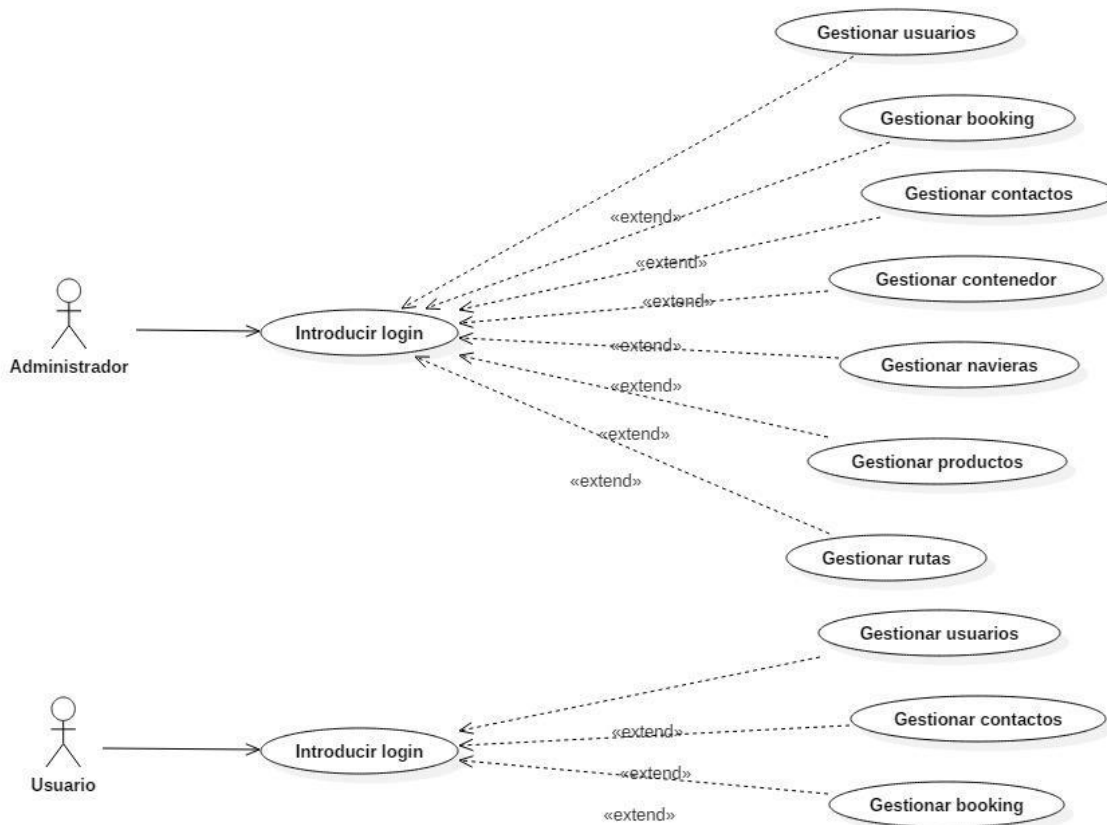 Gestionar usuarios
Gestionar booking
Gestionar contactos
«extend»
«extend»
Gestionar contenedor
«extend»
Administrador
Introducir login
«extend»
Gestionar navieras
«extend»
«extend»
Gestionar productos
«extend»
Gestionar rutas
Gestionar usuarios
Gestionar contactos
«extend»
Usuario
Introducir login
«extend»
Gestionar booking
«extend»